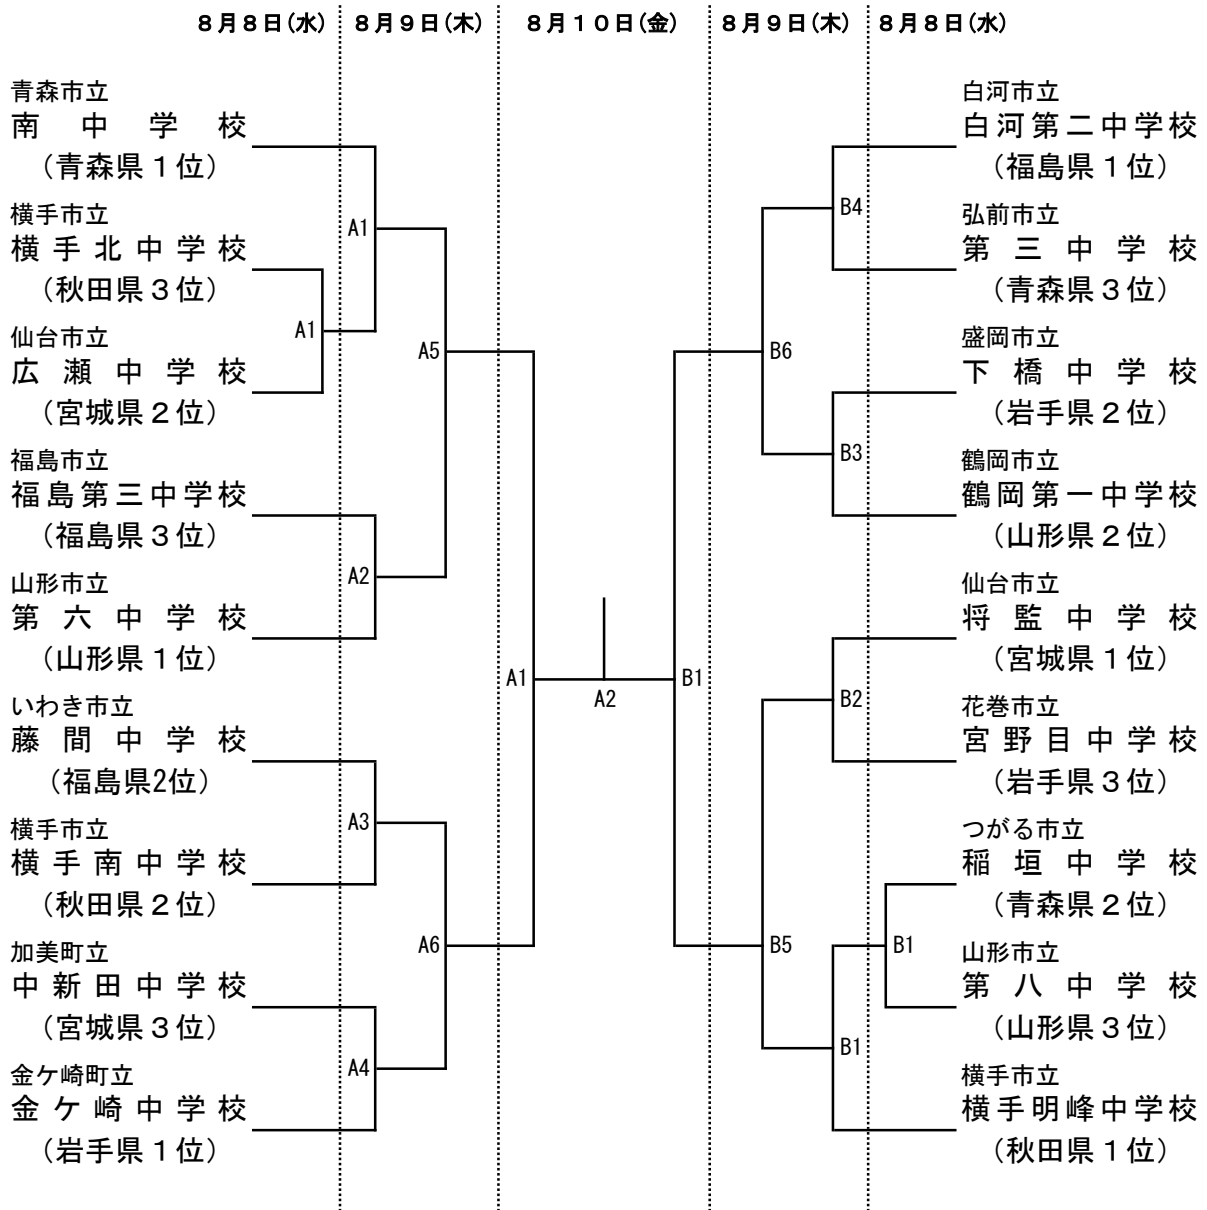 ８月８日(水)
８月９日(木)
８月１０日(金)
８月９日(木)
８月８日(水)
青森市立
南中学校
（青森県１位）
横手市立
横手北中学校
（秋田県３位）
仙台市立
広瀬中学校
（宮城県２位）
福島市立
福島第三中学校
（福島県３位）
山形市立
第六中学校
（山形県１位）
いわき市立
藤間中学校
（福島県2位）
横手市立
横手南中学校
（秋田県２位）
加美町立
中新田中学校
（宮城県３位）
金ケ崎町立
金ケ崎中学校
（岩手県１位）
A1
A1
A2
A3
A4
A5
A6
A1
A2
B1
B6
B5
B4
B3
B2
B1
B1
白河市立
白河第二中学校
（福島県１位）
弘前市立
第三中学校
（青森県３位）
盛岡市立
下橋中学校
（岩手県２位）
鶴岡市立
鶴岡第一中学校
（山形県２位）
仙台市立
将監中学校
（宮城県１位）
花巻市立
宮野目中学校
（岩手県３位）
つがる市立
稲垣中学校
（青森県２位）
山形市立
第八中学校
（山形県３位）
横手市立
横手明峰中学校
（秋田県１位）